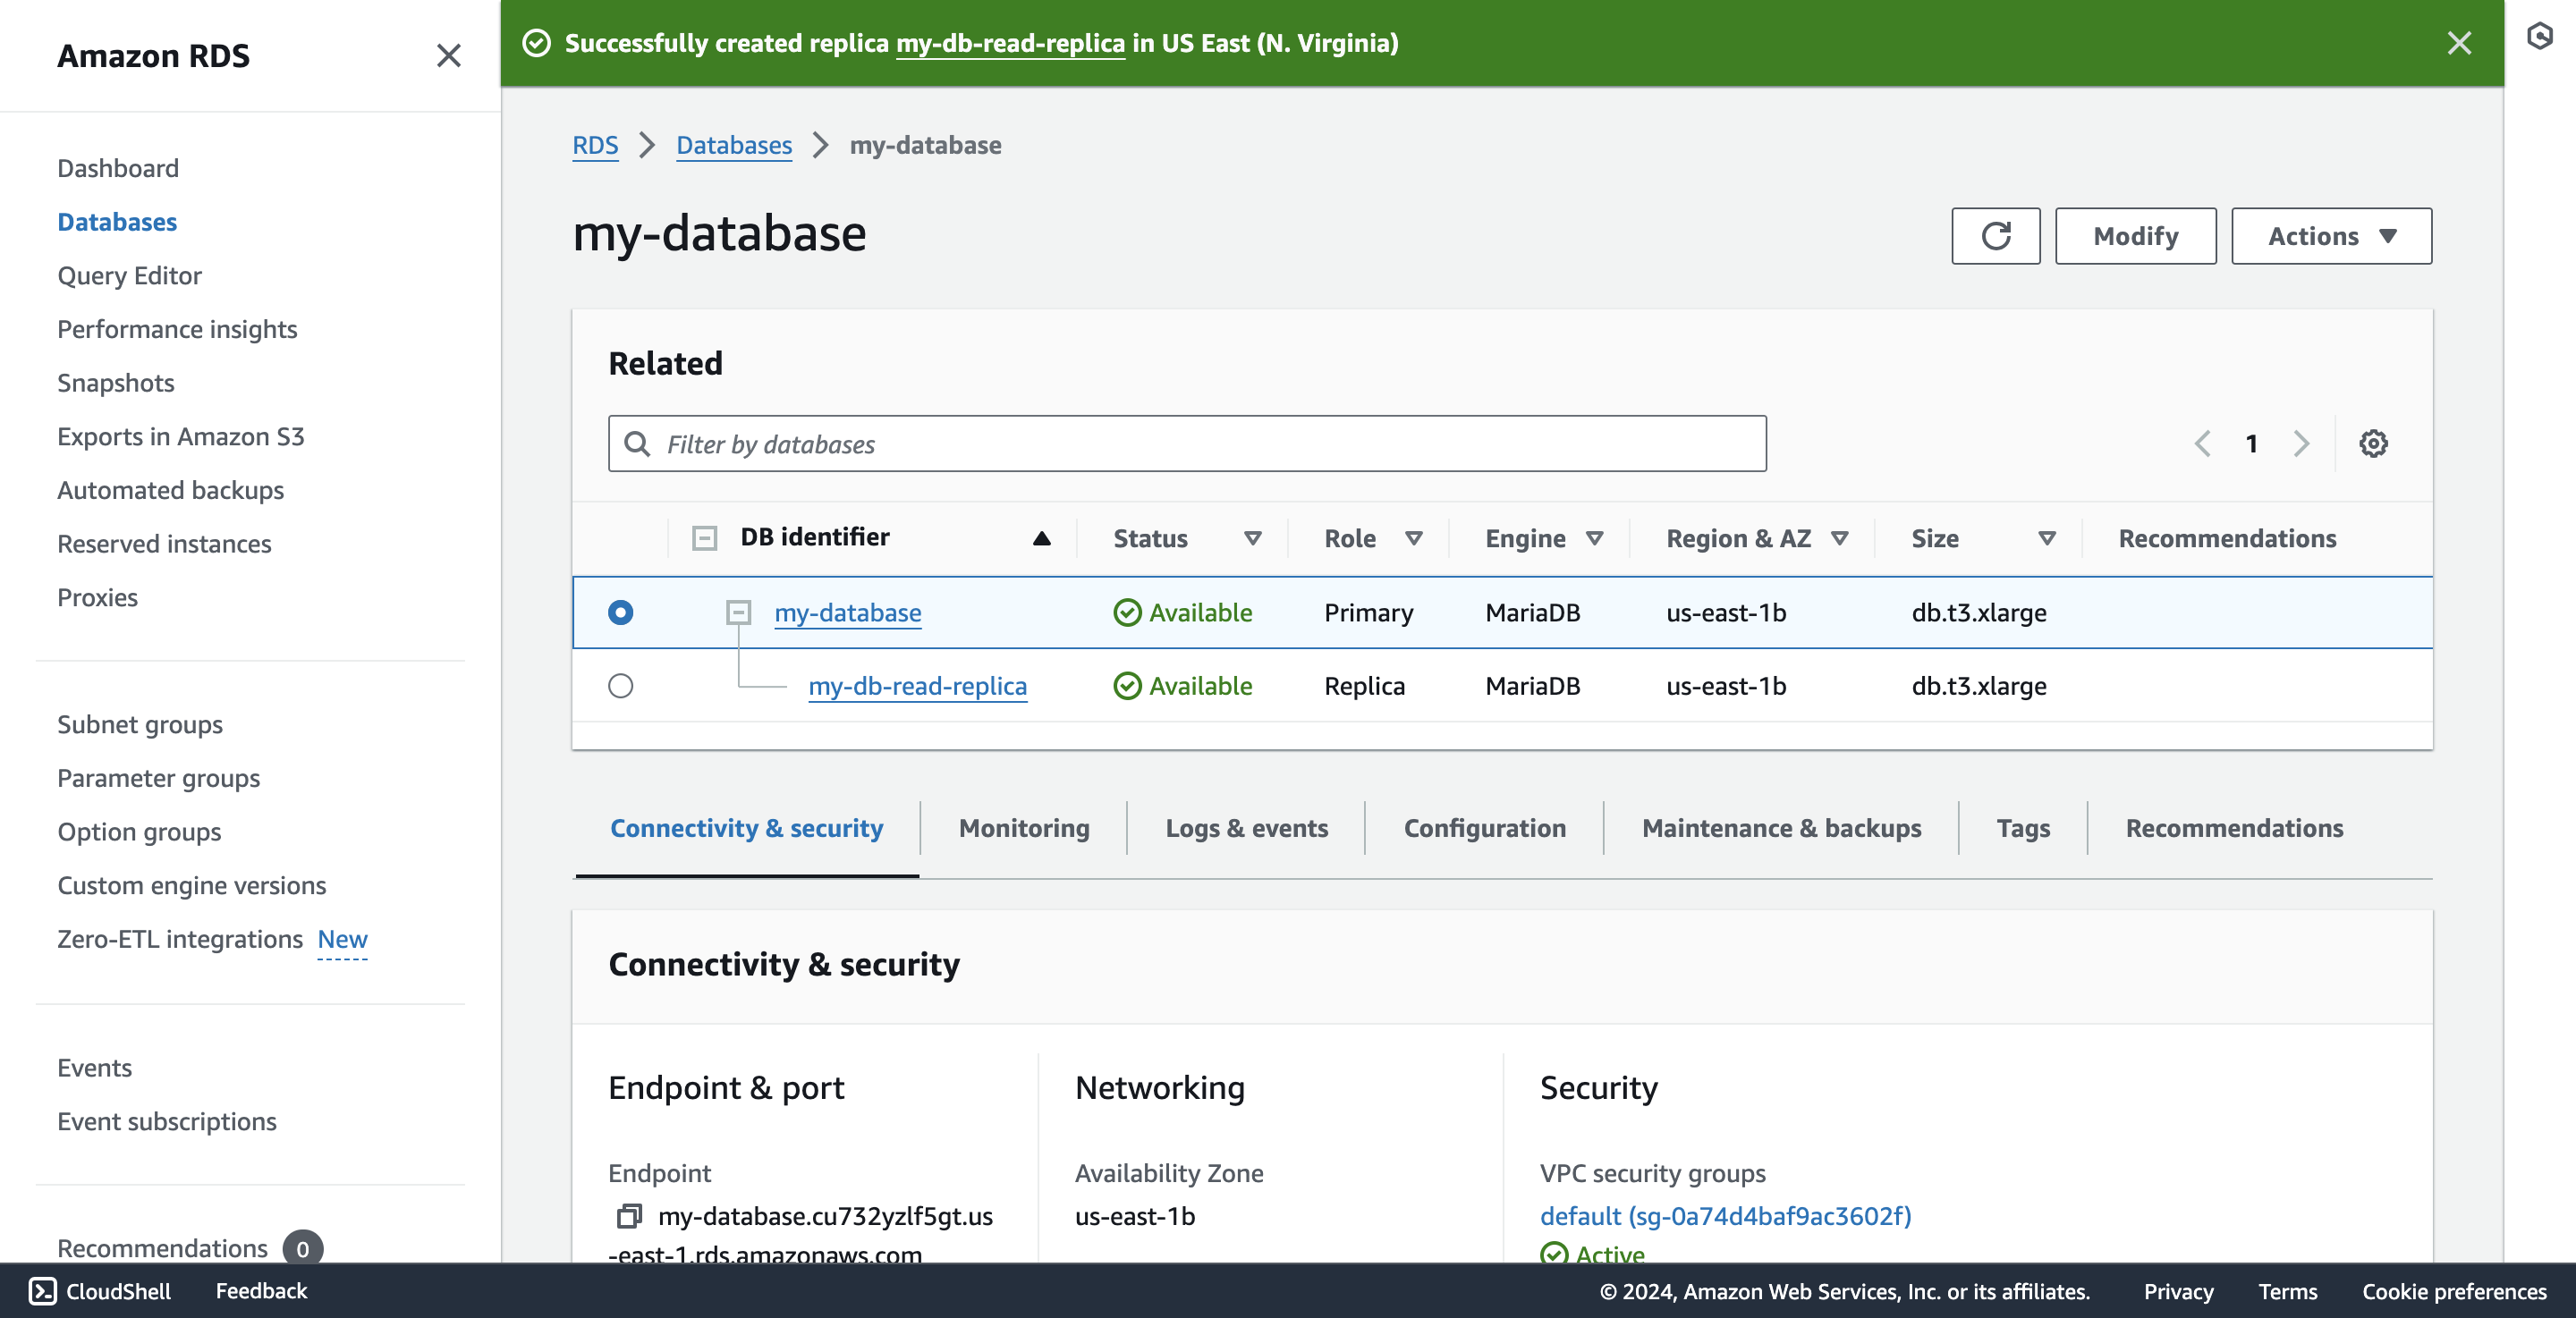 Amazon RDS
Successfully created replica my-db-read-replica in US East (N. Virginia)
Dashboard
Databases
Query Editor
Performance insights
Snapshots
Exports in Amazon S3
Automated backups
Reserved instances
Proxies
Subnet groups
Parameter groups
Option groups
Custom engine versions
Zero-ETL integrations New
Events
Event subscriptions
Recommendations 0
RDS Databases my-database
my-database
Modify
Actions
Related
Filter by databases
1
DB identifier Status Role Engine Region & AZ Size Recommendations
my-database Available Primary MariaDB us-east-1b db.t3.xlarge
my-db-read-replica Available Replica MariaDB us-east-1b db.t3.xlarge
Connectivity & security Monitoring Logs & events Configuration Maintenance & backups Tags Recommendations
Connectivity & security
Endpoint & port
Endpoint
my-database.cu732yzlf5gt.us
-east-1.rds.amazonaws.com
Networking
Availability Zone
us-east-1b
Security
VPC security groups
default (sg-0a74d4baf9ac3602f)
Active
CloudShell Feedback © 2024, Amazon Web Services, Inc. or its affiliates. Privacy Terms Cookie preferences